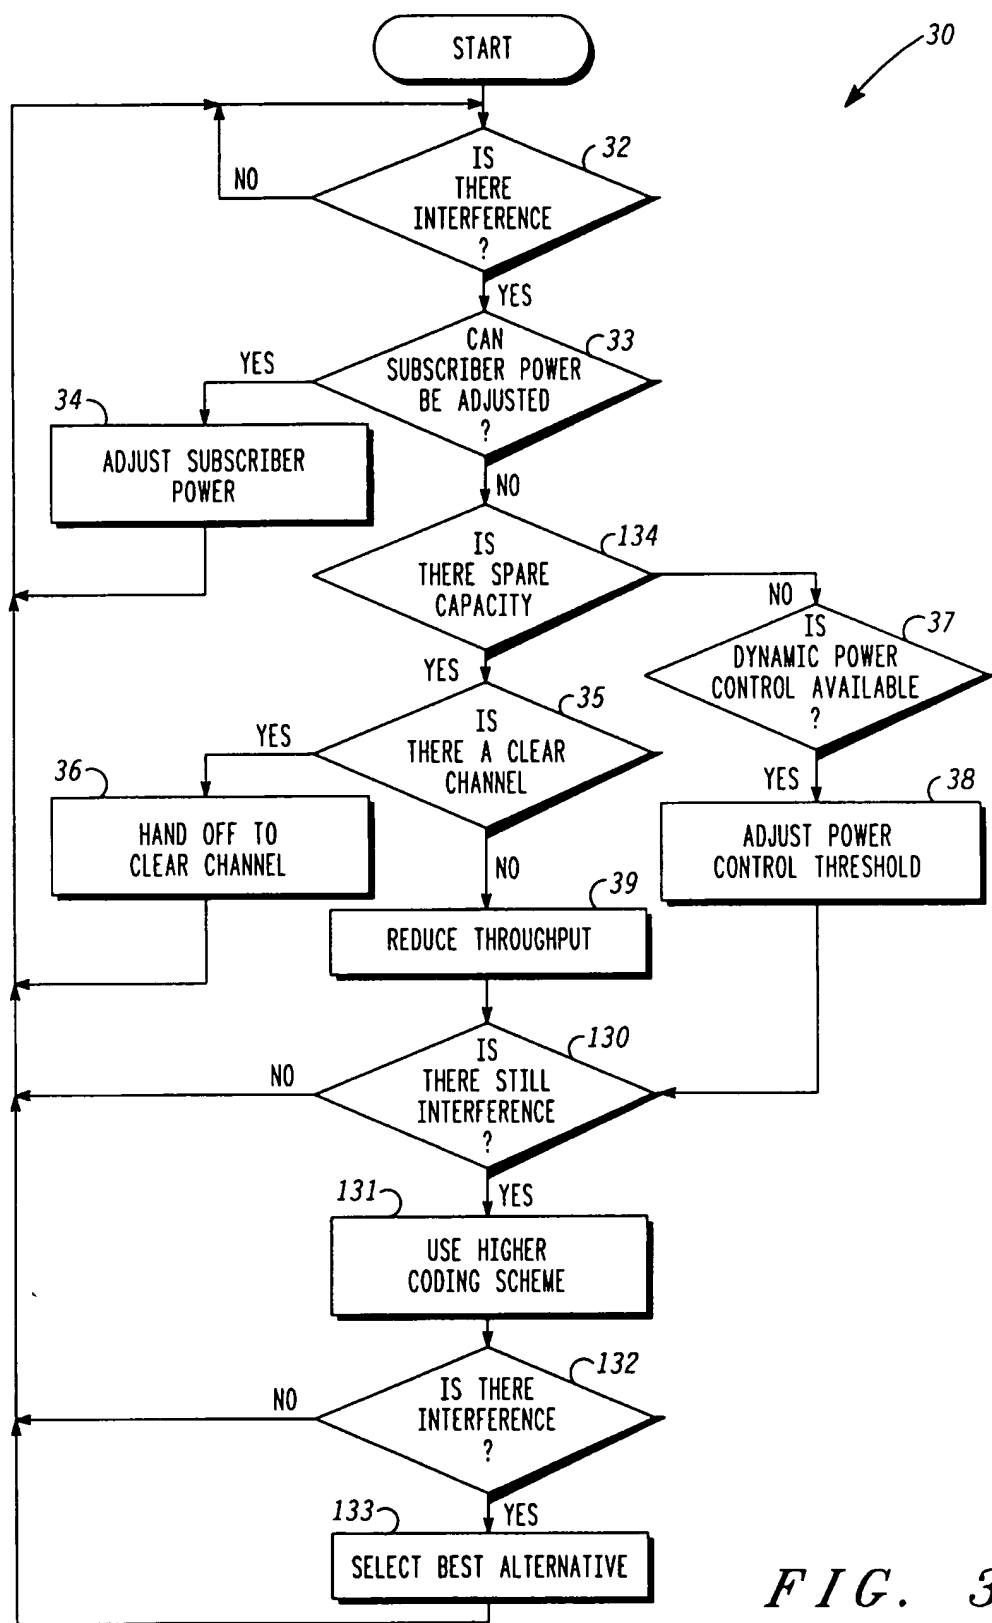 START
30
IS
THERE
INTERFERENCE
?
32
NO
YES
CAN
SUBSCRIBER POWER
BE ADJUSTED
?
33
YES
34
ADJUST SUBSCRIBER
POWER
NO
IS
THERE SPARE
CAPACITY
134
NO
IS
DYNAMIC POWER
CONTROL AVAILABLE
?
37
YES
IS
THERE A CLEAR
CHANNEL
35
YES
36
HAND OFF TO
CLEAR CHANNEL
YES
38
ADJUST POWER
CONTROL THRESHOLD
NO
39
REDUCE THROUGHPUT
IS
THERE STILL
INTERFERENCE
?
130
NO
YES
131
USE HIGHER
CODING SCHEME
IS THERE
INTERFERENCE
?
132
NO
YES
133
SELECT BEST ALTERNATIVE
FIG. 3